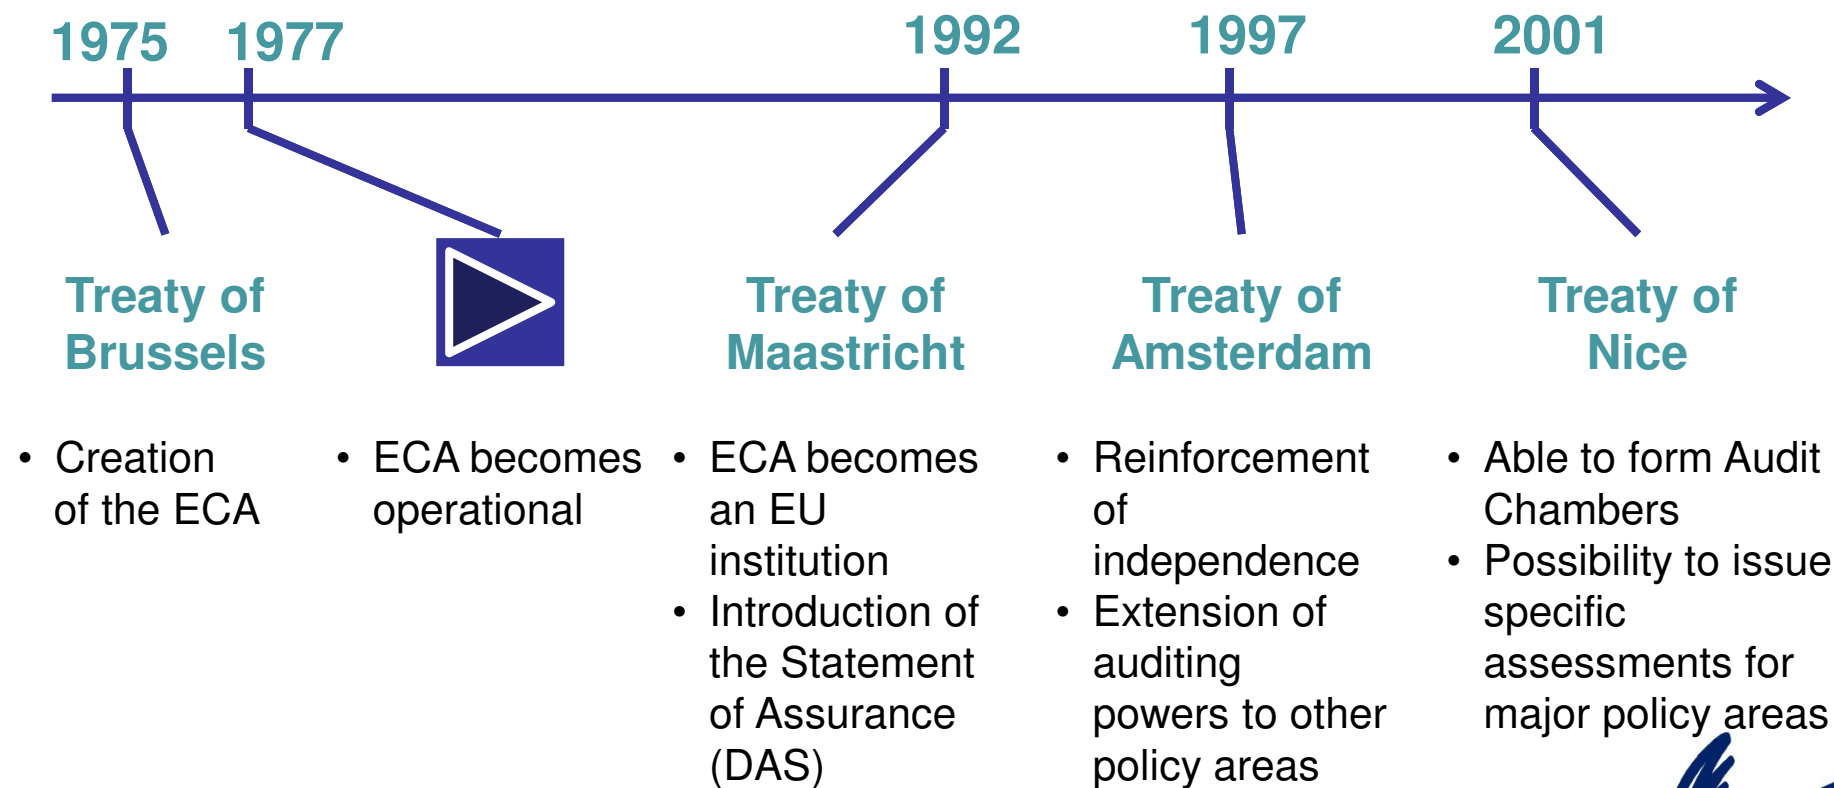 1975
1977
1992
1997
2001
Treaty of
Brussels
• Creation
of the ECA
• ECA becomes
operational
Treaty of
Maastricht
• ECA becomes
an EU
institution
• Introduction of
the Statement
of Assurance
(DAS)
Treaty of
Amsterdam
• Reinforcement
of
independence
• Extension of
auditing
powers to other
policy areas
Treaty of
Nice
• Able to form Audit
Chambers
• Possibility to issue
specific
assessments for
major policy areas